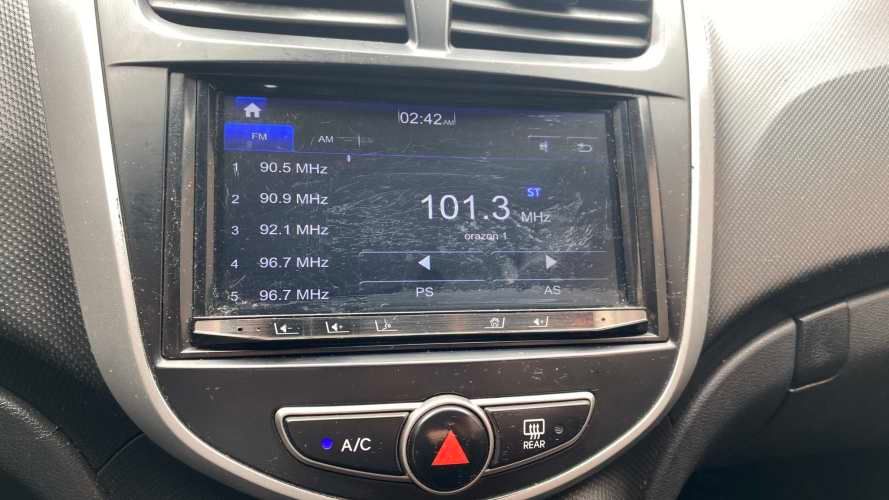 02:42 AM
FM AM
1 90.5 MHz
2 90.9 MHz
3 92.1 MHz
4 96.7 MHz
5 96.7 MHz
ST
101.3 MHz
orazon 1
PS AS
A/C
REAR